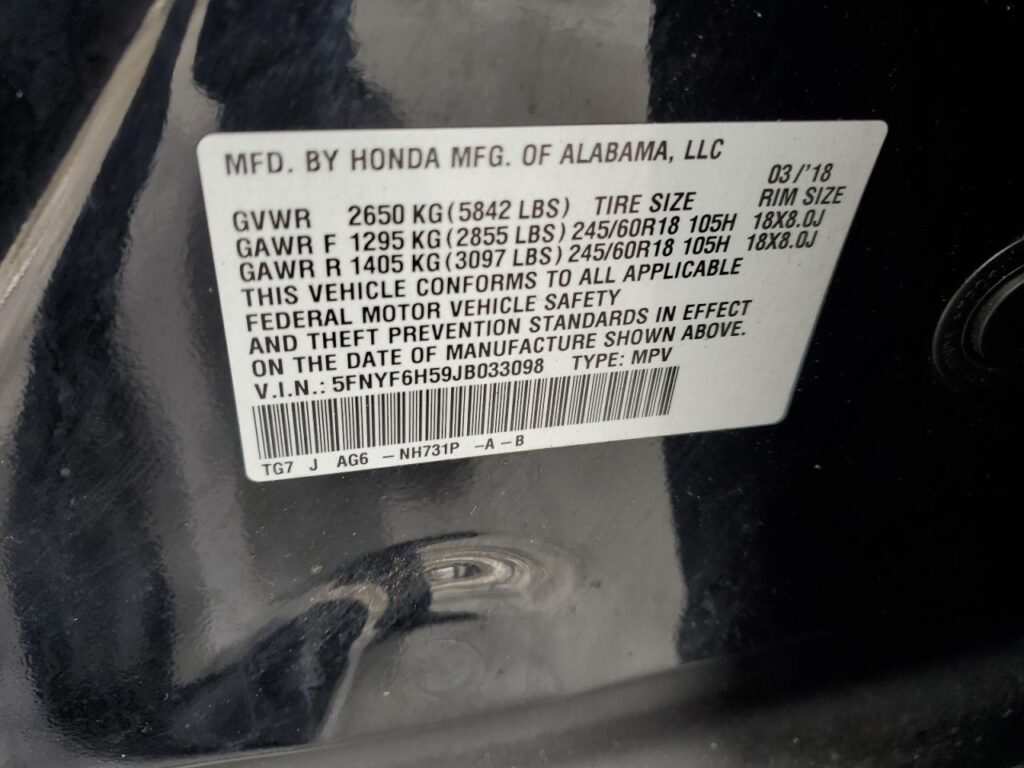 MFD. BY HONDA MFG. OF ALABAMA, LLC
03/'18
GVWR 2650 KG (5842 LBS) TIRE SIZE RIM SIZE
GAWR F 1295 KG (2855 LBS) 245/60R18 105H 18X8.0J
GAWR R 1405 KG (3097 LBS) 245/60R18 105H 18X8.0J
THIS VEHICLE CONFORMS TO ALL APPLICABLE
FEDERAL MOTOR VEHICLE SAFETY
AND THEFT PREVENTION STANDARDS IN EFFECT
ON THE DATE OF MANUFACTURE SHOWN ABOVE.
V.I.N.: 5FNYF6H59JB033098 TYPE: MPV
TG7 J AG6 -NH731P -A-B